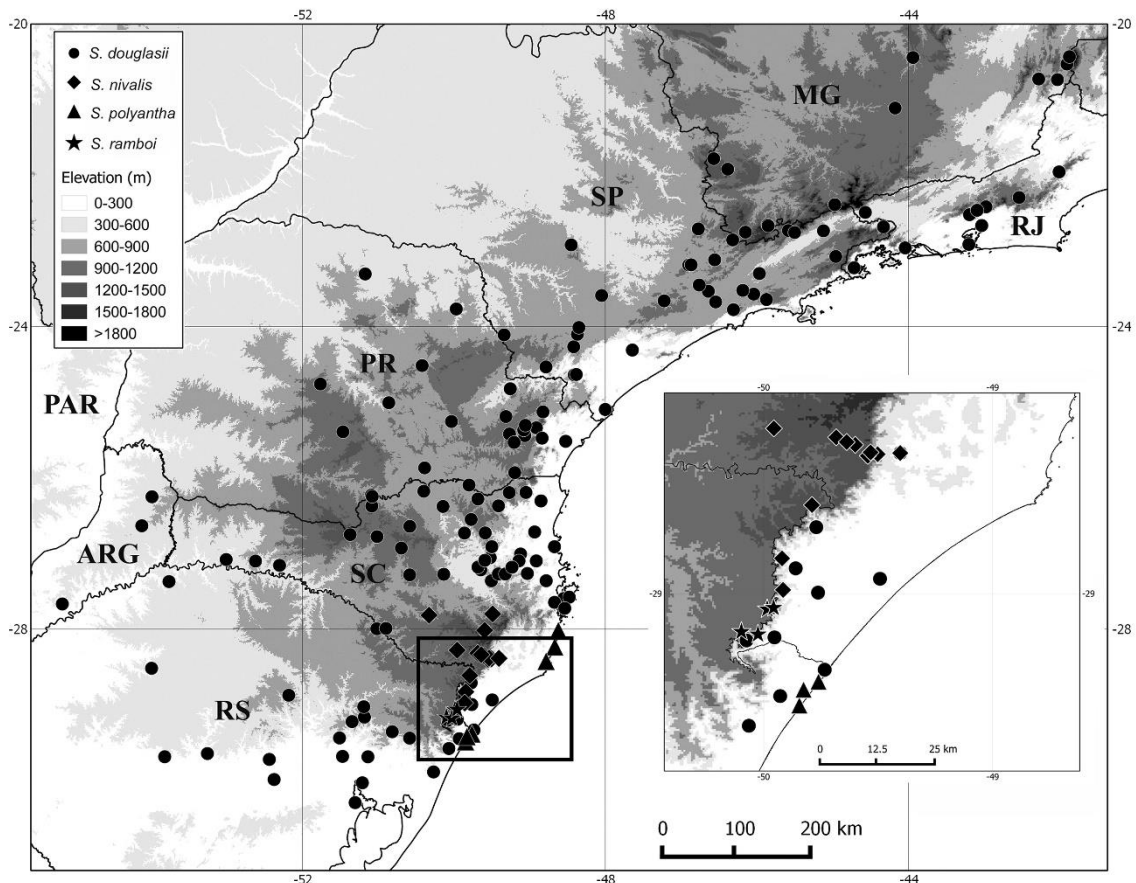 -52
-48
-44
-20
-20
S. douglasii
S. nivalis
S. polyantha
S. ramboi
Elevation (m)
0-300
300-600
600-900
900-1200
1200-1500
1500-1800
>1800
MG
SP
RJ
-24
-24
PR
PAR
ARG
SC
-28
-28
RS
-50
-49
-29
-29
0 12.5 25 km
-50
-49
0 100 200 km
-52
-48
-44